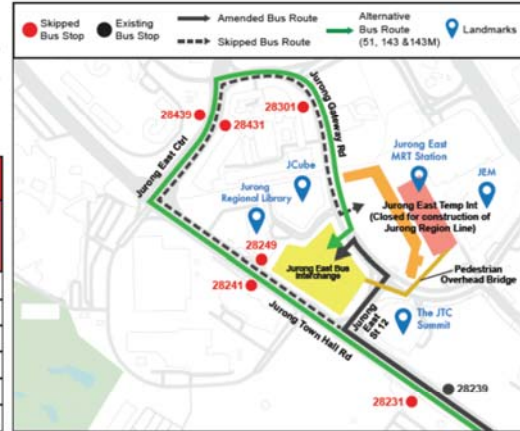 Skipped
Bus Stop
Existing
Bus Stop
Amended Bus Route
Skipped Bus Route
Alternative
Bus Route
(51, 143 &143M)
Landmarks
28439
28431
28301
Jurong Gateway Rd
Jurong East Ctrl
JCube
Jurong
Regional Library
Jurong East
MRT Station
JEM
Jurong East Temp Int
(Closed for construction of
Jurong Region Line)
28249
28241
Jurong East Bus
Interchange
Pedestrian
Overhead Bridge
Jurong
East
St 12
The JTC
Summit
Jurong Town Hall Rd
28239
28231